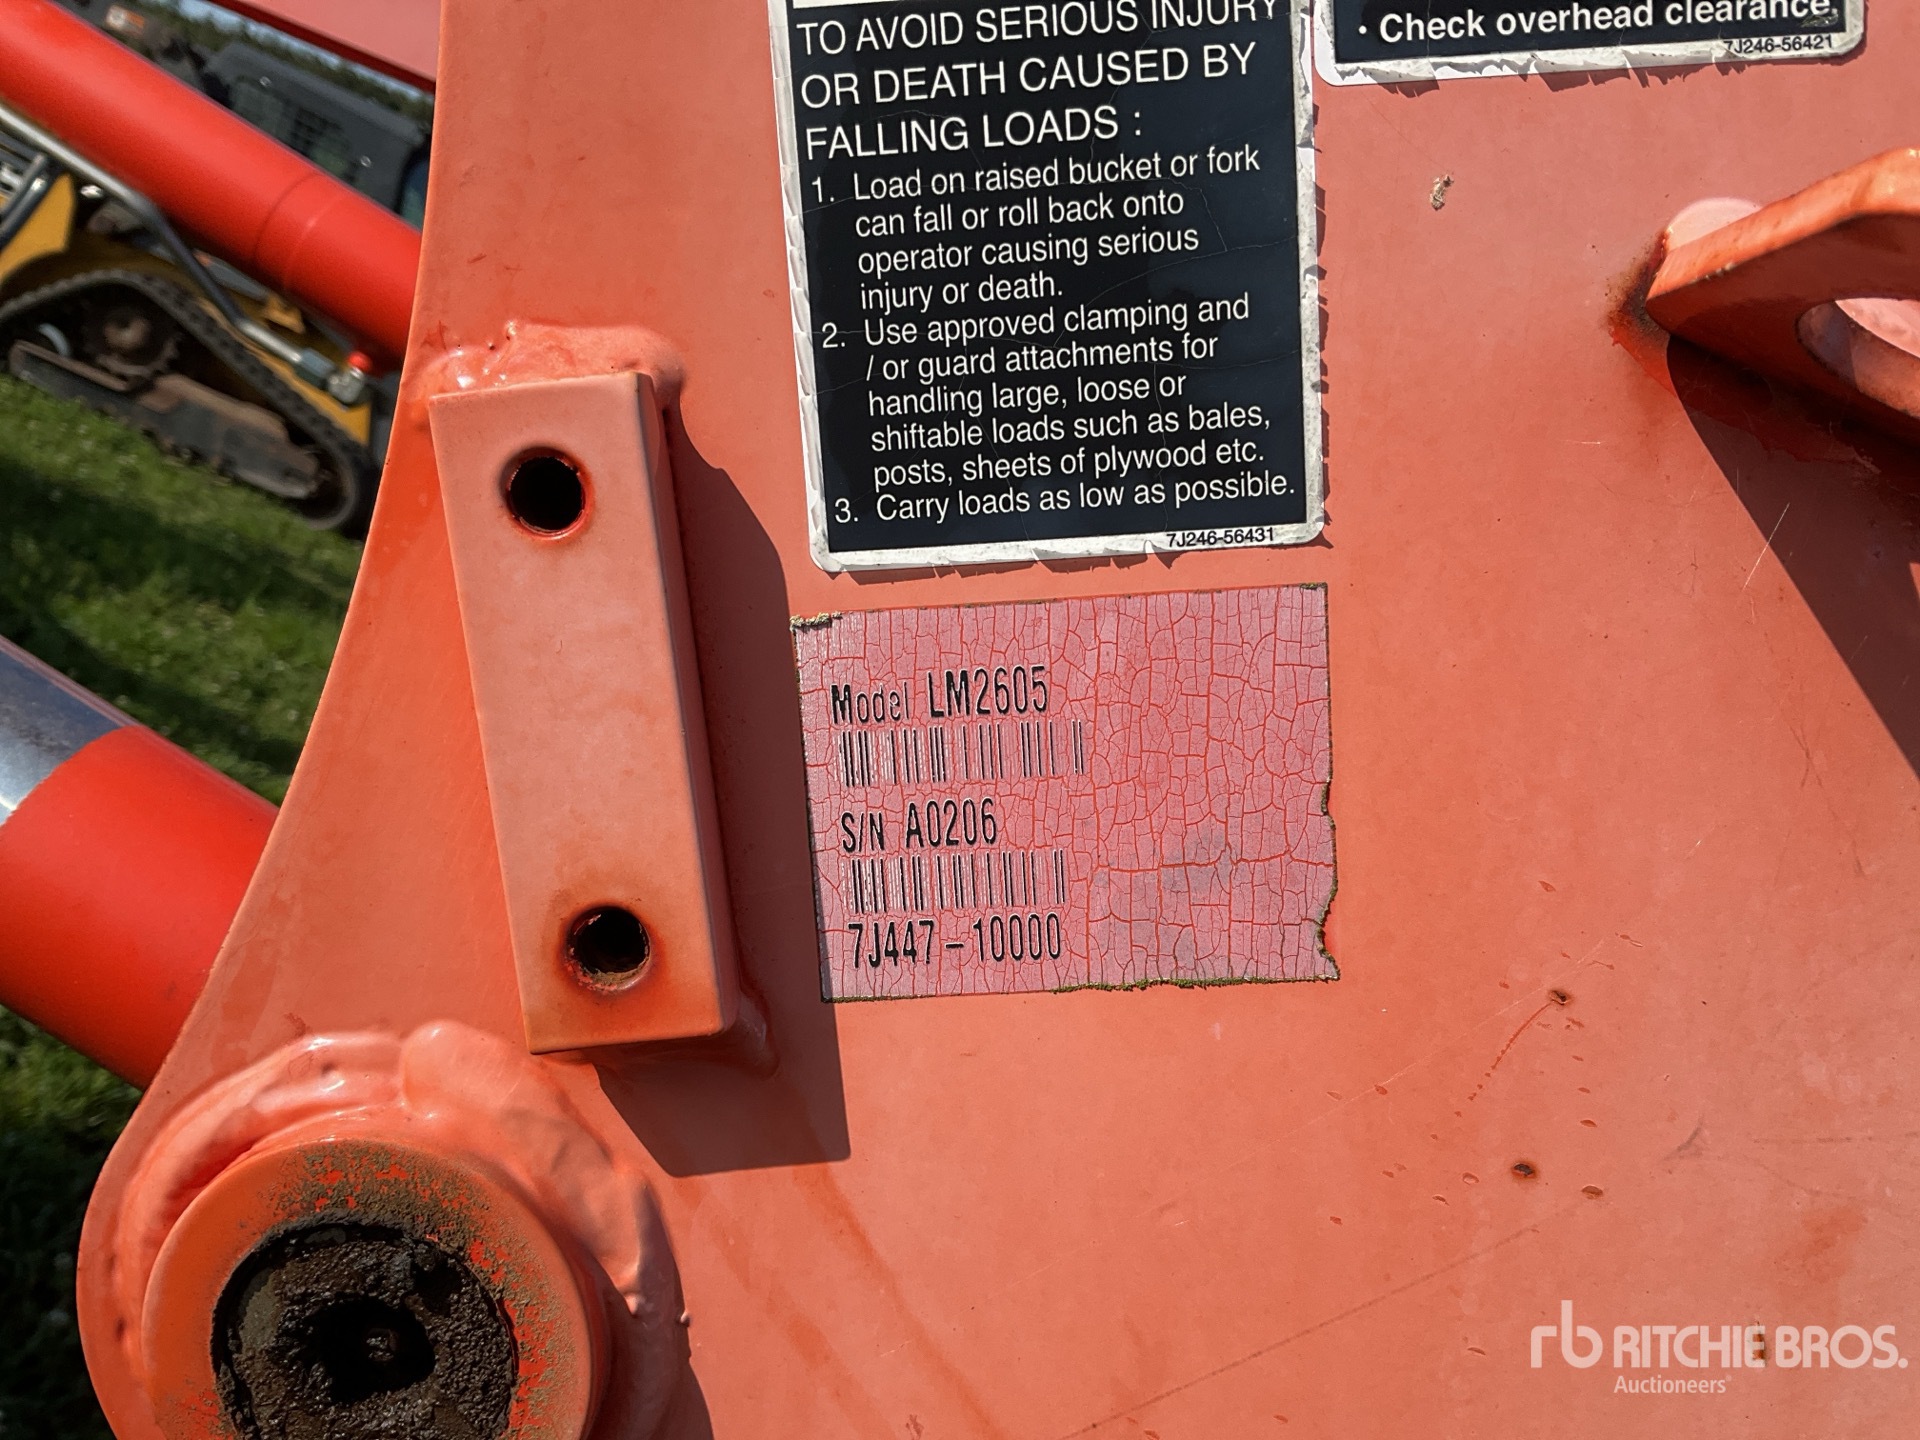 TO AVOID SERIOUS INJURY
OR DEATH CAUSED BY
FALLING LOADS :
1. Load on raised bucket or fork
can fall or roll back onto
operator causing serious
injury or death.
2. Use approved clamping and
/ or guard attachments for
handling large, loose or
shiftable loads such as bales,
posts, sheets of plywood etc.
3. Carry loads as low as possible.
7J246-56431
• Check overhead clearance.
7J246-56421
Model LM2605
S/N A0206
7J447-10000
rb RITCHIE BROS.
Auctioneers